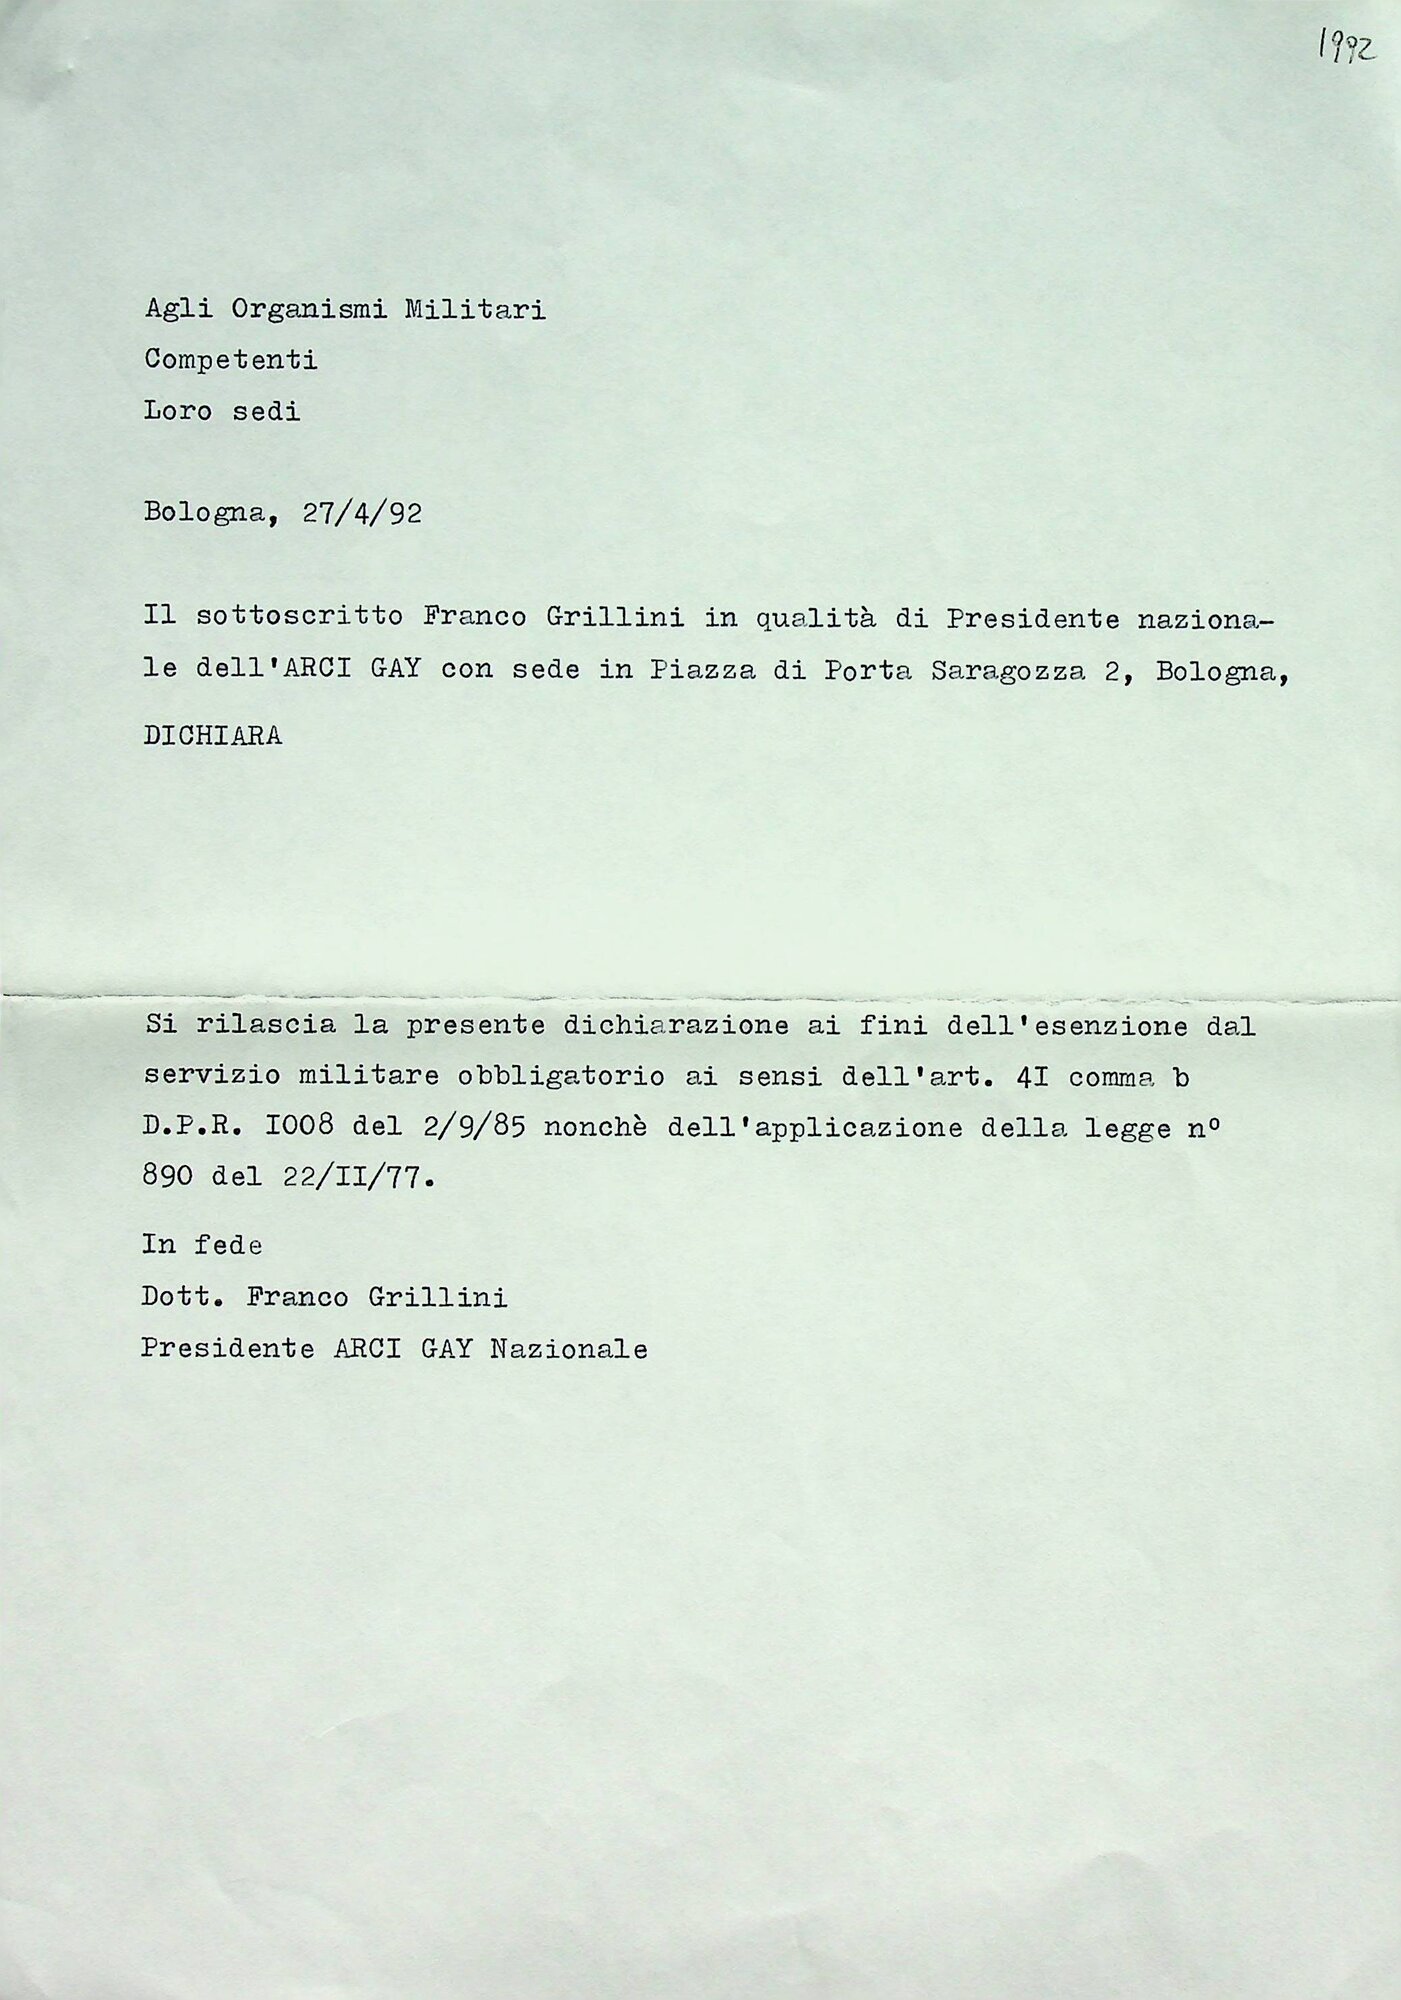 1992
Agli Organismi Militari
Competenti
Loro sedi
Bologna, 27/4/92
Il sottoscritto Franco Grillini in qualità di Presidente naziona-
le dell'ARCI GAY con sede in Piazza di Porta Saragozza 2, Bologna,
DICHIARA
Si rilascia la presente dichiarazione ai fini dell'esenzione dal
servizio militare obbligatorio ai sensi dell'art. 4I comma b
D.P.R. I008 del 2/9/85 nonchè dell'applicazione della legge nº
890 del 22/II/77.
In fede
Dott. Franco Grillini
Presidente ARCI GAY Nazionale